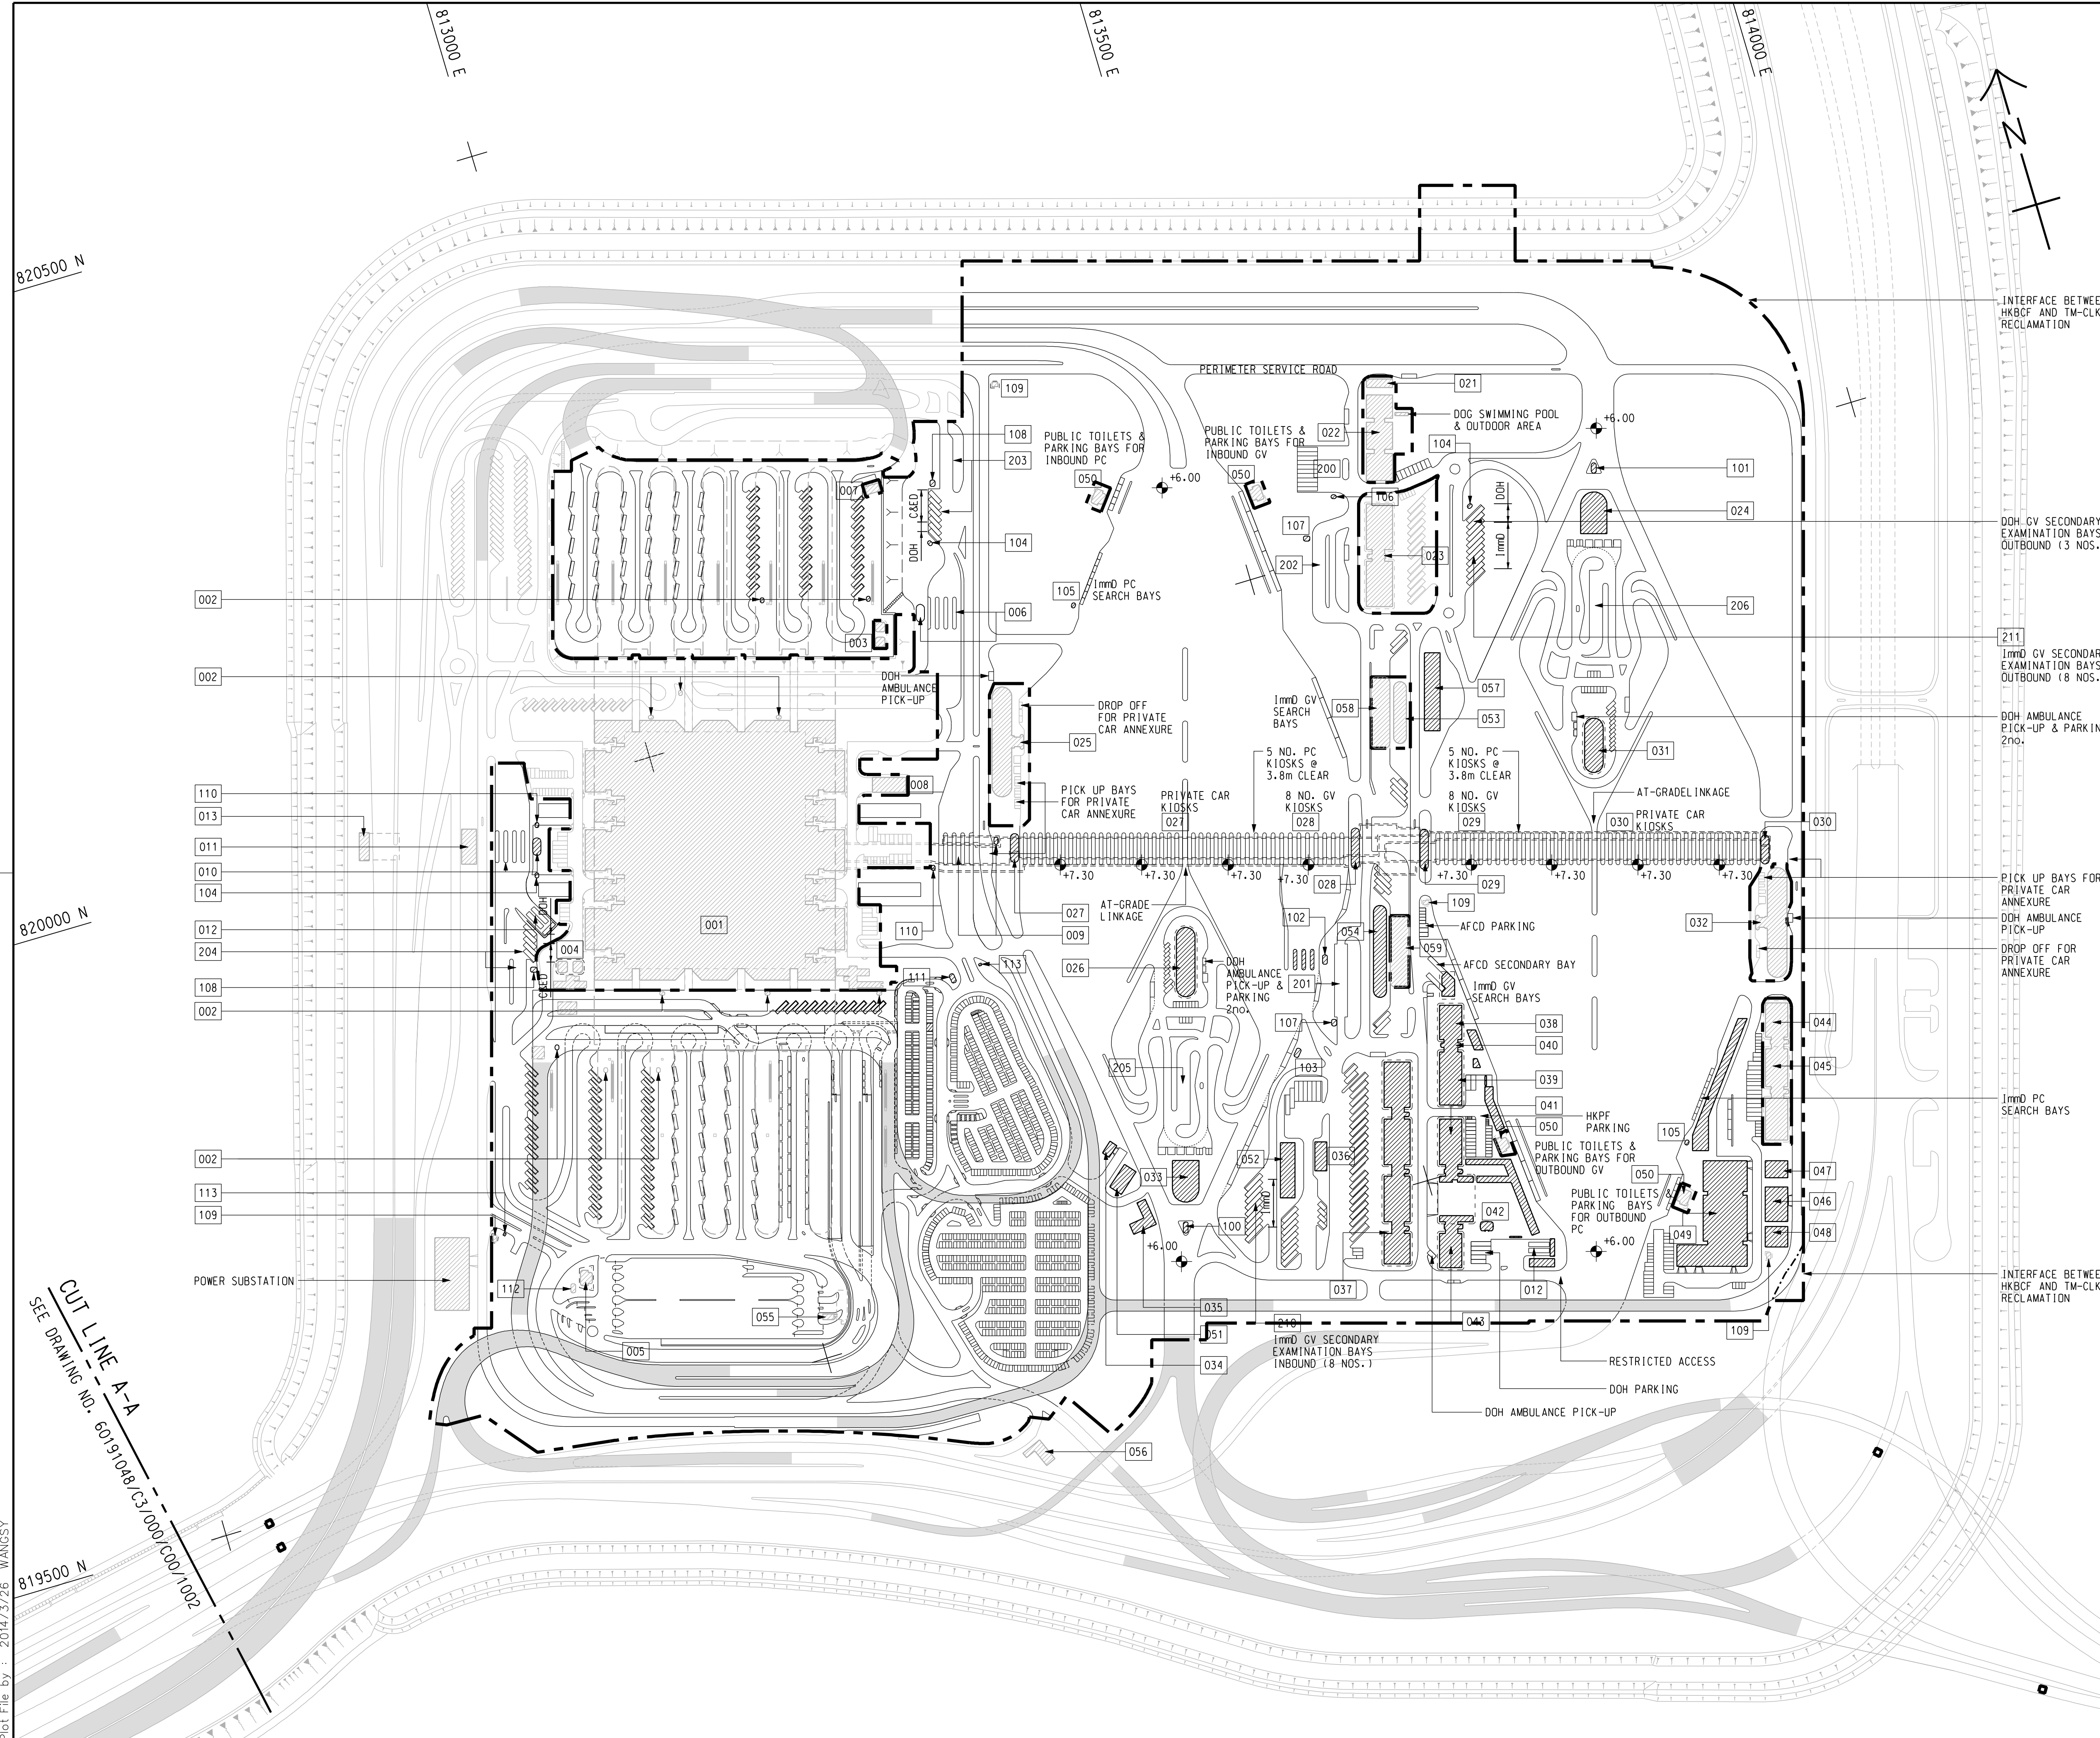 813000 E
813500 E
814000 E
N
820500 N
820000 N
819500 N
INTERFACE BETWEE
HKBCF AND TM-CLK
RECLAMATION
PERIMETER SERVICE ROAD
109
021
DOG SWIMMING POOL
& OUTDOOR AREA
+6.00
108
203
PUBLIC TOILETS &
PARKING BAYS FOR
INBOUND PC
050
+6.00
PUBLIC TOILETS &
PARKING BAYS FOR
INBOUND GV
050
022
200
104
101
007
C&ED
DOH
106
107
DOH
ImmD
024
DOH GV SECONDARY
EXAMINATION BAYS
OUTBOUND (3 NOS.
104
023
202
105
ImmD PC
SEARCH BAYS
002
006
206
003
211
ImmD GV SECONDAR
EXAMINATION BAYS
OUTBOUND (8 NOS.
002
DOH
AMBULANCE
PICK-UP
DROP OFF
FOR PRIVATE
CAR ANNEXURE
025
ImmD GV
SEARCH
BAYS
058
057
053
DOH AMBULANCE
PICK-UP & PARKIN
2no.
031
5 NO. PC
KIOSKS @
3.8m CLEAR
5 NO. PC
KIOSKS @
3.8m CLEAR
008
PICK UP BAYS
FOR PRIVATE
CAR ANNEXURE
PRIVATE CAR
KIOSKS
027
8 NO. GV
KIOSKS
028
8 NO. GV
KIOSKS
029
AT-GRADELINKAGE
030
PRIVATE CAR
KIOSKS
030
110
013
011
010
104
+7.30
+7.30
+7.30
+7.30
+7.30
+7.30
+7.30
+7.30
028
029
PICK UP BAYS FOR
PRIVATE CAR
ANNEXURE
DOH AMBULANCE
PICK-UP
DROP OFF FOR
PRIVATE CAR
ANNEXURE
032
012
204
DOH
004
001
110
027
009
AT-GRADE
LINKAGE
102
109
AFCD PARKING
054
059
AFCD SECONDARY BAY
108
002
C&ED
111
113
026
DOH
AMBULANCE
PICK-UP &
PARKING
2no.
201
ImmD GV
SEARCH BAYS
107
038
040
044
045
205
103
039
041
HKPF
PARKING
050
PUBLIC TOILETS &
PARKING BAYS FOR
OUTBOUND GV
105
ImmD PC
SEARCH BAYS
002
113
109
033
052
036
ImmD
042
050
PUBLIC TOILETS &
PARKING BAYS
FOR OUTBOUND
PC
047
046
048
049
100
+6.00
+6.00
POWER SUBSTATION
112
055
005
035
051
034
210
ImmD GV SECONDARY
EXAMINATION BAYS
INBOUND (8 NOS.)
037
043
012
109
INTERFACE BETWEE
HKBCF AND TM-CLK
RECLAMATION
RESTRICTED ACCESS
DOH PARKING
DOH AMBULANCE PICK-UP
056
CUT LINE A-A
SEE DRAWING NO. 60191048/C3/000/C00/1002
Plot File by : 2014/3/26 WANGSY